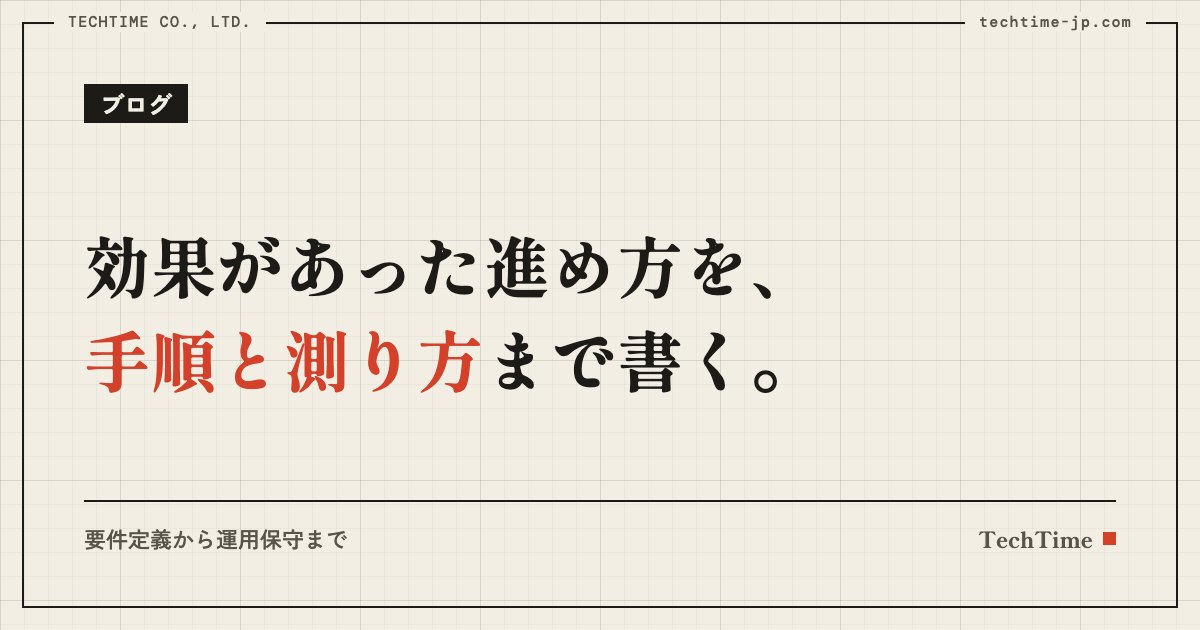 TECHTIME CO., LTD.
techtime-jp.com
ブログ
効果があった進め方を、
手順と測り方まで書く。
要件定義から運用保守まで
TechTime